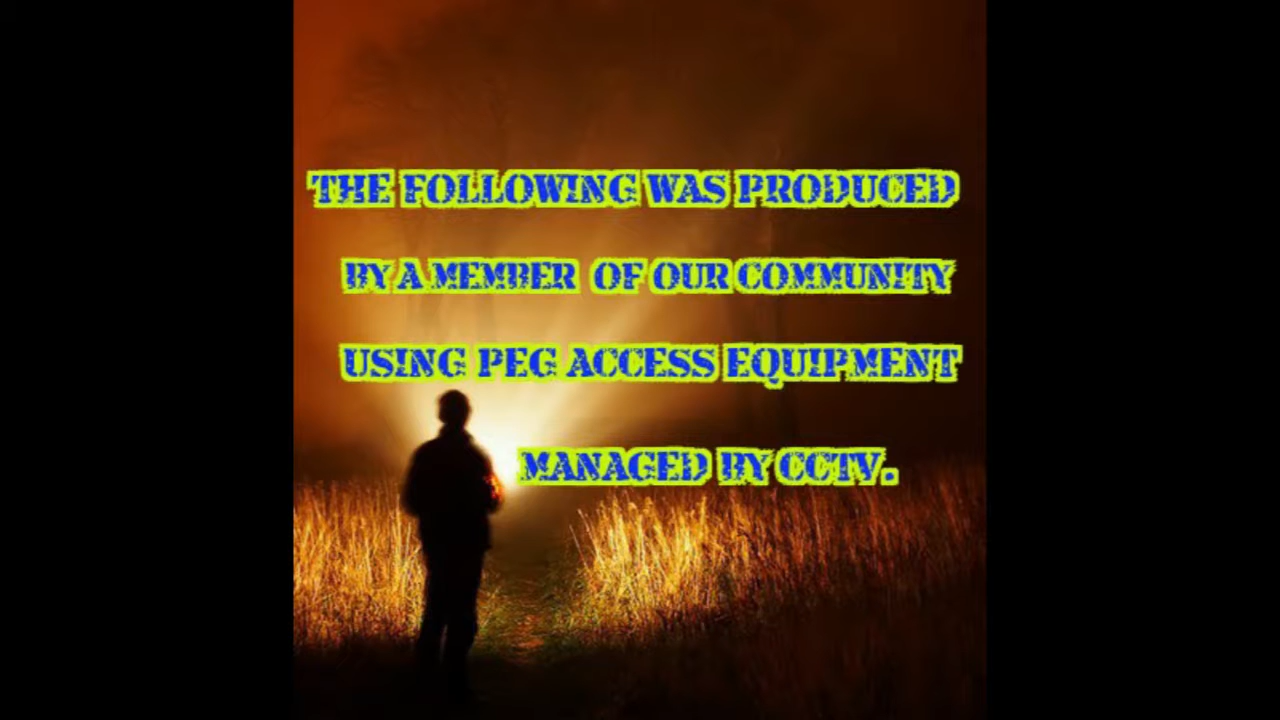 THE FOLLOWING WAS PRODUCED
BY A MEMBER OF OUR COMMUNITY
USING PEG ACCESS EQUIPMENT
MANAGED BY CCTV.